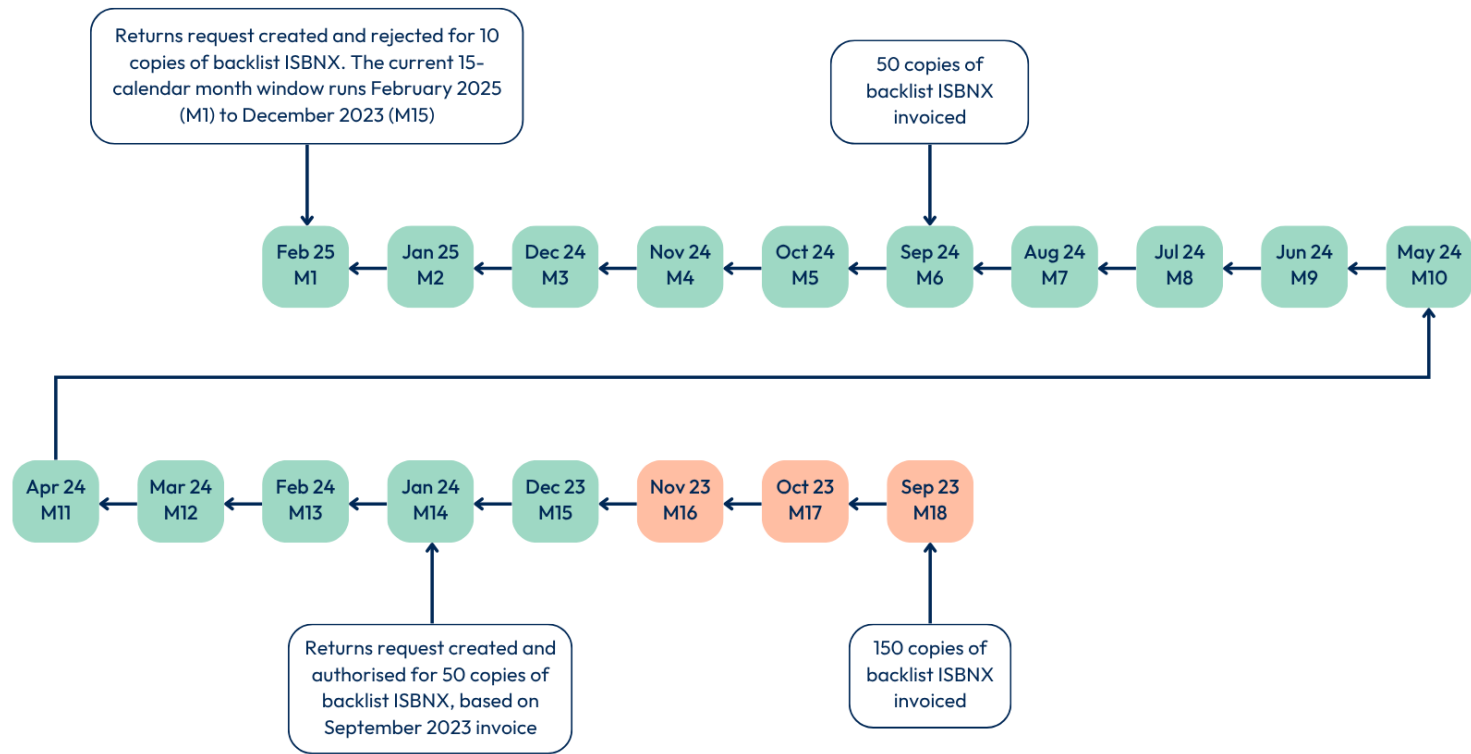 Returns request created and rejected for 10
copies of backlist ISBNX. The current 15-
calendar month window runs February 2025
(M1) to December 2023 (M15)
50 copies of
backlist ISBNX
invoiced
Feb 25
M1
Jan 25
M2
Dec 24
M3
Nov 24
M4
Oct 24
M5
Sep 24
M6
Aug 24
M7
Jul 24
M8
Jun 24
M9
May 24
M10
Apr 24
M11
Mar 24
M12
Feb 24
M13
Jan 24
M14
Dec 23
M15
Nov 23
M16
Oct 23
M17
Sep 23
M18
Returns request created and
authorised for 50 copies of
backlist ISBNX, based on
September 2023 invoice
150 copies of
backlist ISBNX
invoiced